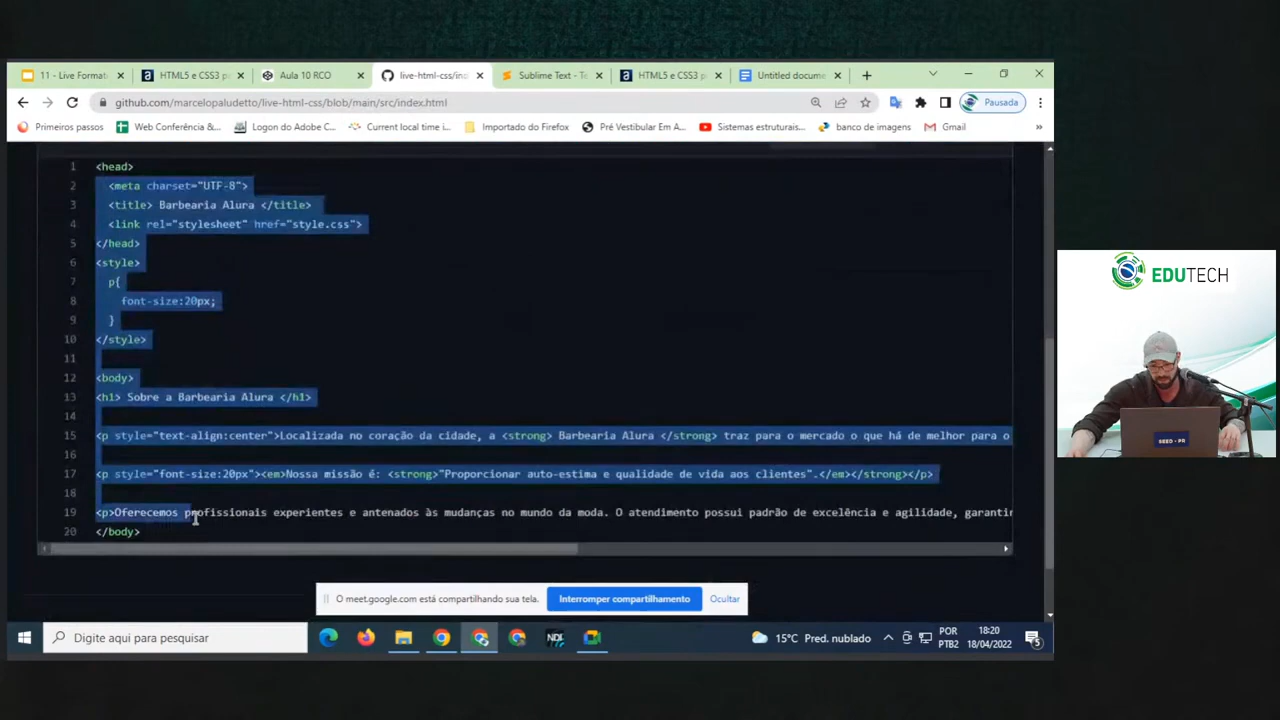 11 - Live Formato
HTML5 e CSS3 p
Aula 10 RCO
live-html-css/ind
Sublime Text - Te
HTML5 e CSS3 p
Untitled docume
github.com/marcelopaludetto/live-html-css/blob/main/src/index.html
Pausada
Primeiros passos
Web Conferência &...
Logon do Adobe C...
Current local time i...
Importado do Firefox
Pré Vestibular Em A...
Sistemas estruturais...
banco de imagens
Gmail
»
1 <head>
2 <meta charset="UTF-8">
3 <title> Barbearia Alura </title>
4 <link rel="stylesheet" href="style.css">
5 </head>
6 <style>
7 p{
8 font-size:20px;
9 }
10 </style>
11
12 <body>
13 <h1> Sobre a Barbearia Alura </h1>
14
15 <p style="text-align:center">Localizada no coração da cidade, a <strong> Barbearia Alura </strong> traz para o mercado o que há de melhor para o
16
17 <p style="font-size:20px"><em>Nossa missão é: <strong>"Proporcionar auto-estima e qualidade de vida aos clientes".</em></strong></p>
18
19 <p>Oferecemos profissionais experientes e antenados às mudanças no mundo da moda. O atendimento possui padrão de excelência e agilidade, garantin
20 </body>
O meet.google.com está compartilhando sua tela.
Interromper compartilhamento
Ocultar
Digite aqui para pesquisar
NDI
15°C Pred. nublado
POR
PTB2
18:20
18/04/2022
5
EDUTECH
SEED - PR